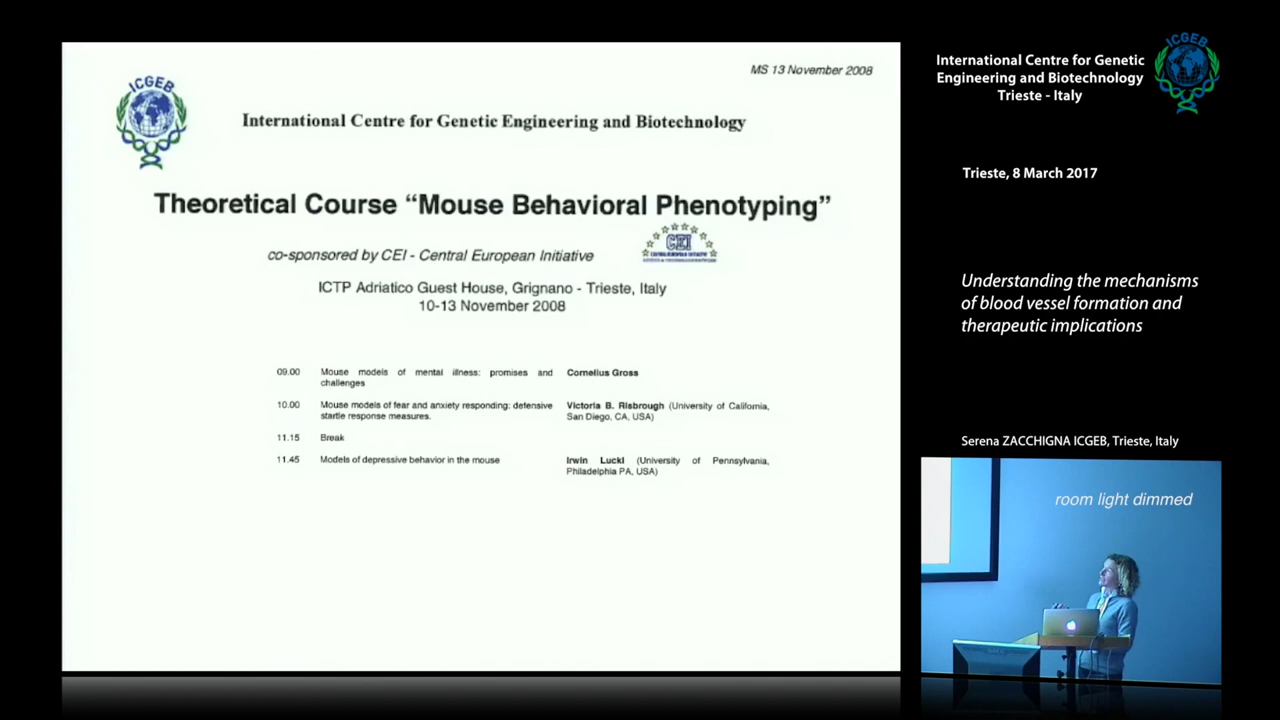 MS 13 November 2008
ICGEB
International Centre for Genetic Engineering and Biotechnology
Theoretical Course “Mouse Behavioral Phenotyping”
co-sponsored by CEI - Central European Initiative
CEI
ICTP Adriatico Guest House, Grignano - Trieste, Italy
10-13 November 2008
09.00 Mouse models of mental illness: promises and Cornelius Gross
challenges
10.00 Mouse models of fear and anxiety responding: defensive Victoria B. Risbrough (University of California,
startle response measures. San Diego, CA, USA)
11.15 Break
11.45 Models of depressive behavior in the mouse Irwin Lucki (University of Pennsylvania,
Philadelphia PA, USA)
International Centre for Genetic
Engineering and Biotechnology
Trieste - Italy
ICGEB
Trieste, 8 March 2017
Understanding the mechanisms
of blood vessel formation and
therapeutic implications
Serena ZACCHIGNA ICGEB, Trieste, Italy
room light dimmed